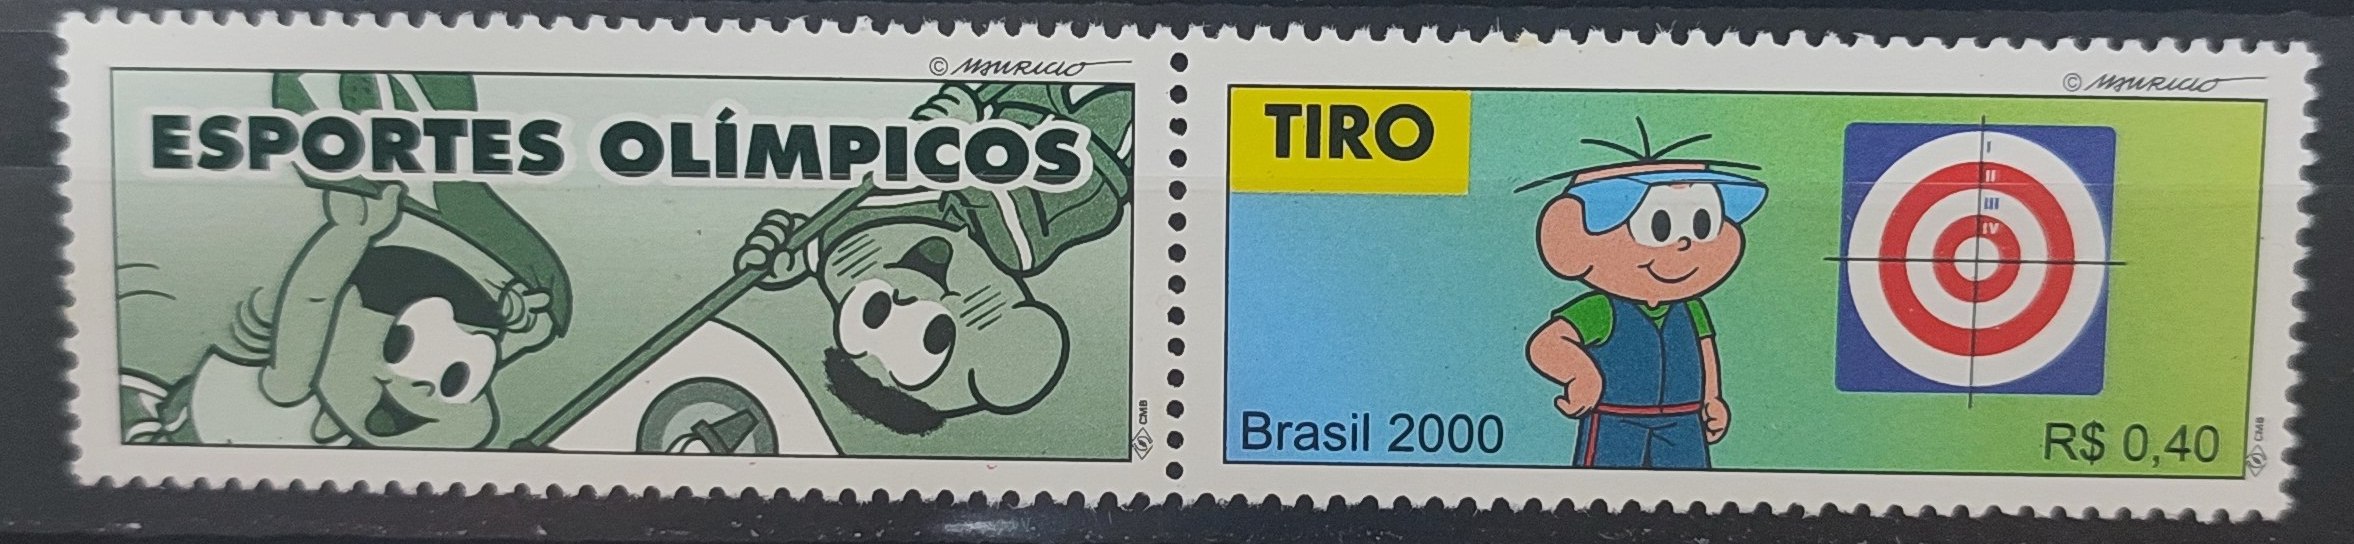 © MAURICIO
ESPORTES OLÍMPICOS
CMB
© MAURICIO
TIRO
I
II
III
IV
Brasil 2000
R$ 0,40
CMB